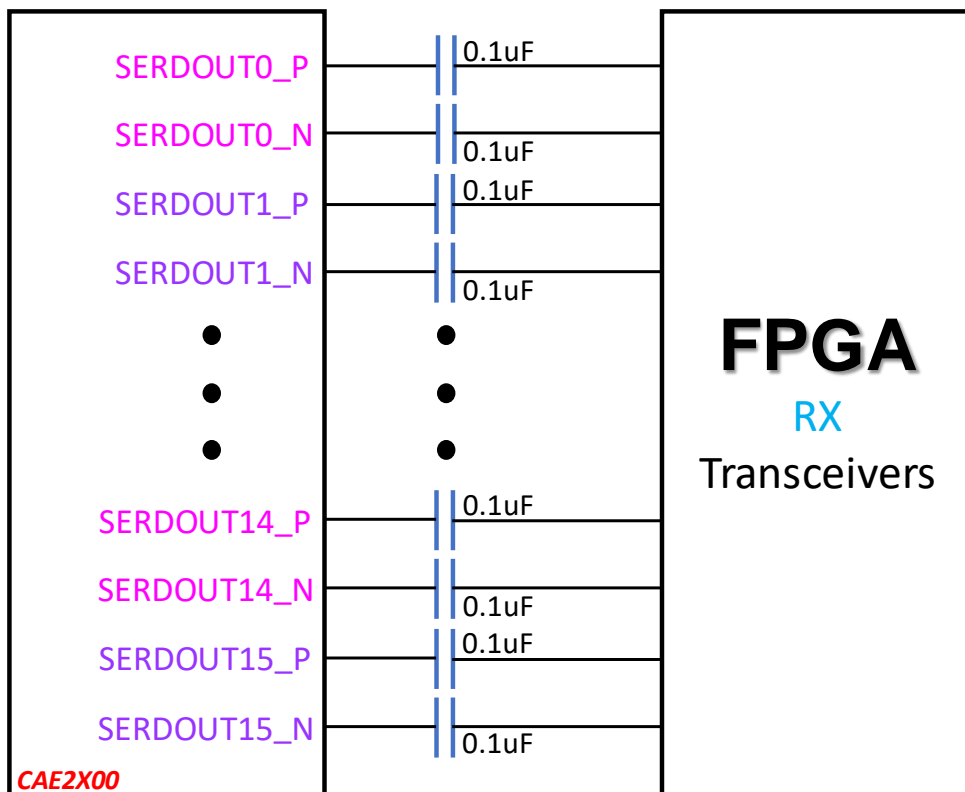 SERDOUT0_P
0.1uF
SERDOUT0_N
0.1uF
SERDOUT1_P
0.1uF
SERDOUT1_N
0.1uF
FPGA
RX
Transceivers
SERDOUT14_P
0.1uF
SERDOUT14_N
0.1uF
SERDOUT15_P
0.1uF
SERDOUT15_N
0.1uF
CAE2X00